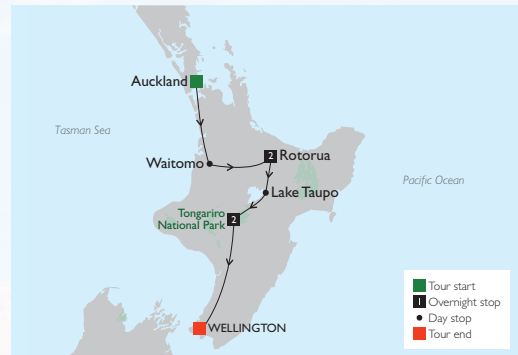 Auckland
Tasman Sea
Waitomo
2 Rotorua
Pacific Ocean
Lake Taupo
Tongariro
National Park
2
WELLINGTON
Tour start
1 Overnight stop
Day stop
Tour end